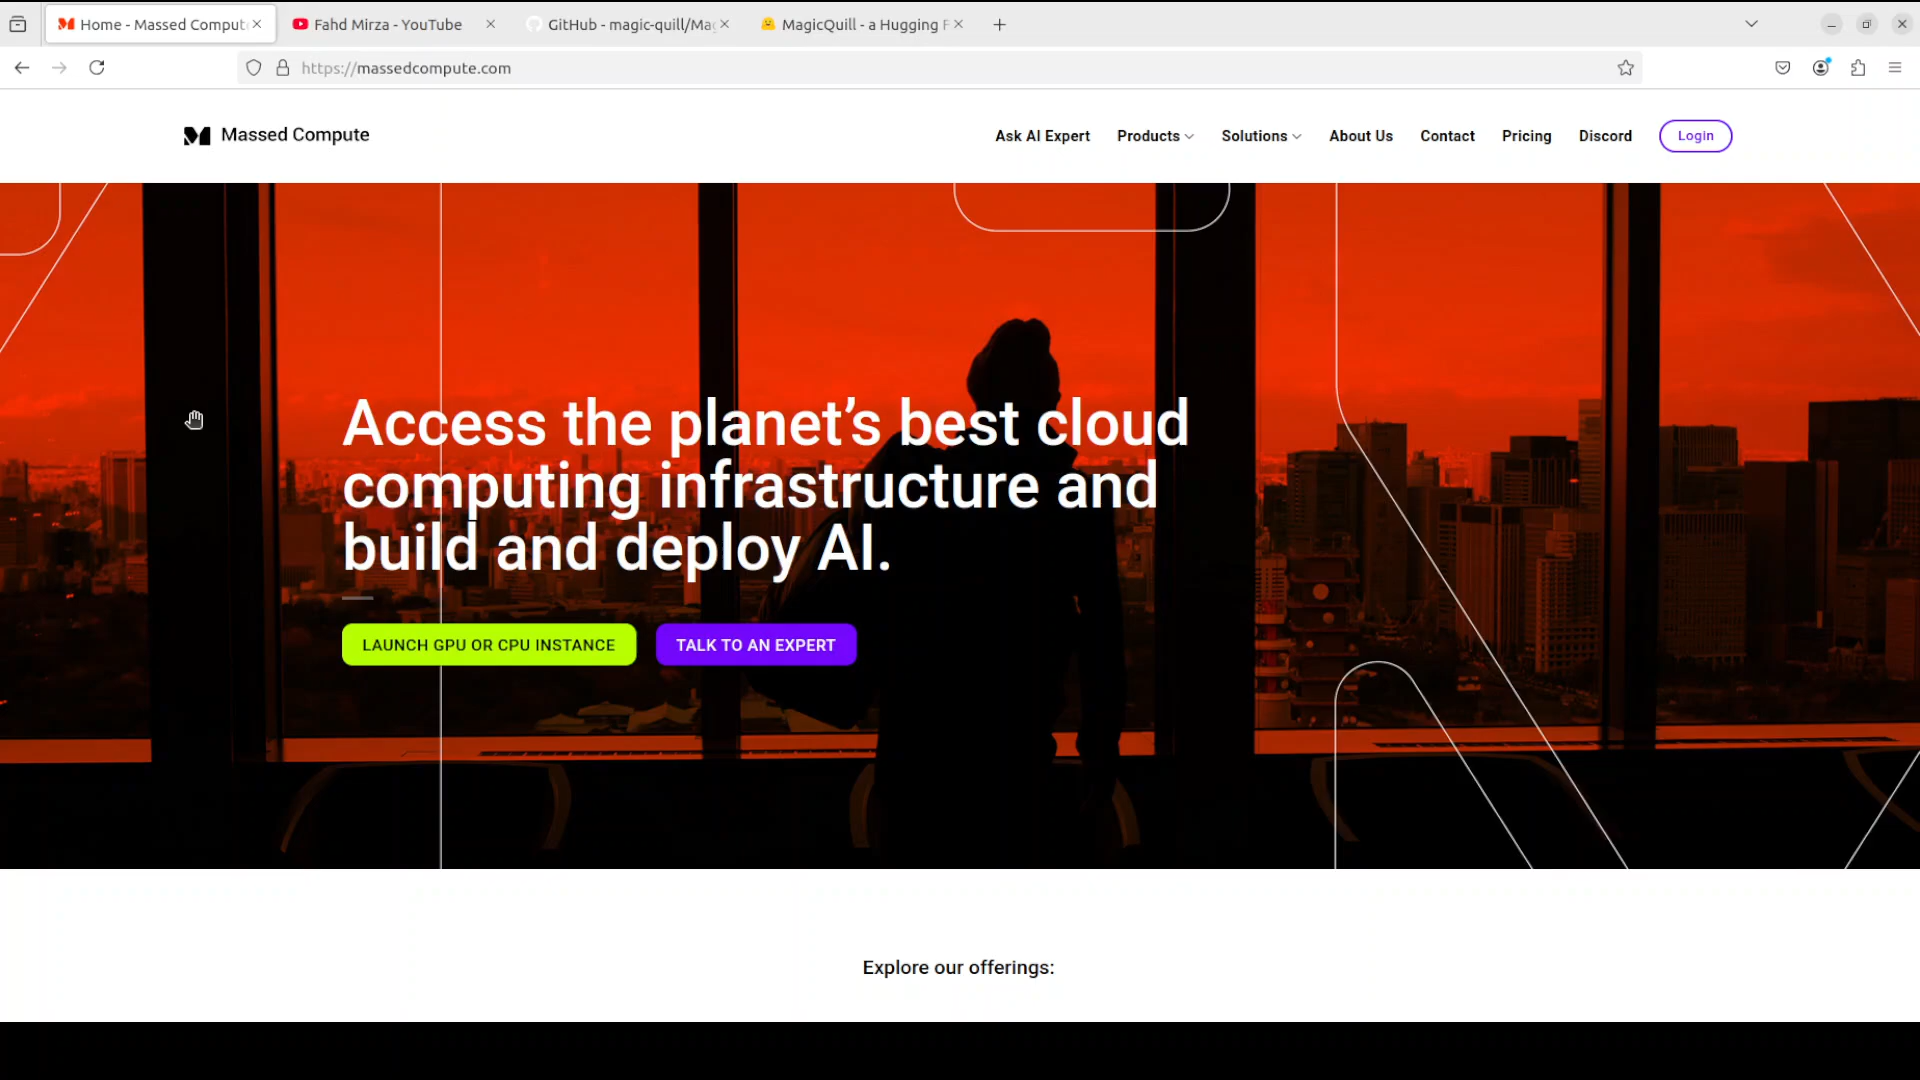 Home - Massed Comput
Fahd Mirza - YouTube
GitHub - magic-quill/Ma
MagicQuill - a Hugging F
https://massedcompute.com
Massed Compute
Ask AI Expert
Products
Solutions
About Us
Contact
Pricing
Discord
Login
Access the planet’s best cloud
computing infrastructure and
build and deploy AI.
LAUNCH GPU OR CPU INSTANCE
TALK TO AN EXPERT
Explore our offerings: